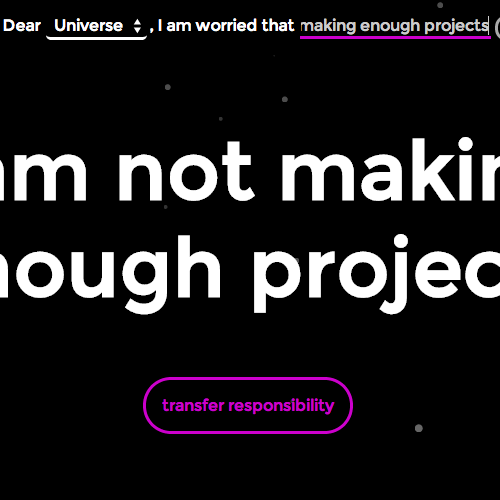 Dear Universe , I am worried that making enough projects
am not makin
nough projec
transfer responsibility